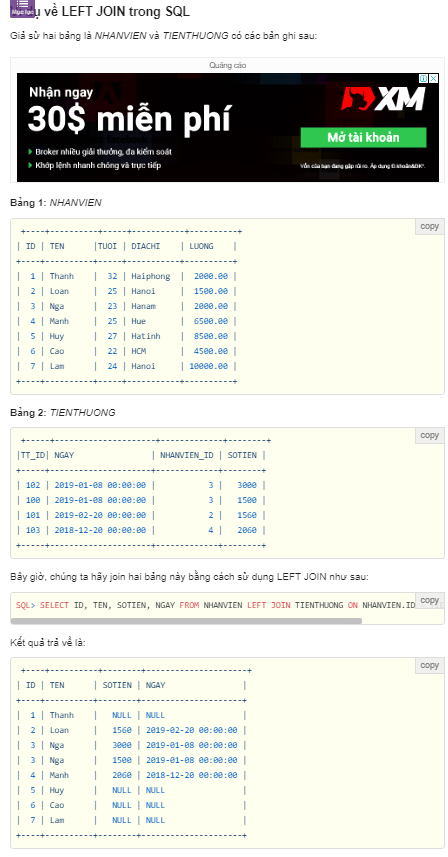 Mục lục
ụ về LEFT JOIN trong SQL
Giả sử hai bảng là NHANVIEN và TIENTHUONG có các bản ghi sau:
Quảng cáo
Nhận ngay
30$ miễn phí
XM
Mở tài khoản
Broker nhiều giải thưởng, đa kiểm soát
Khớp lệnh nhanh chóng và trực tiếp
Vốn của bạn đang gặp rủi ro. Áp dụng Đ.khoản&ĐK*.
Bảng 1: NHANVIEN
copy
+----+----------+-----+-----------+----------+
| ID | TEN      |TUOI | DIACHI    | LUONG    |
+----+----------+-----+-----------+----------+
|  1 | Thanh    |  32 | Haiphong  |  2000.00 |
|  2 | Loan     |  25 | Hanoi     |  1500.00 |
|  3 | Nga      |  23 | Hanam     |  2000.00 |
|  4 | Manh     |  25 | Hue       |  6500.00 |
|  5 | Huy      |  27 | Hatinh    |  8500.00 |
|  6 | Cao      |  22 | HCM       |  4500.00 |
|  7 | Lam      |  24 | Hanoi     | 10000.00 |
+----+----------+-----+-----------+----------+
Bảng 2: TIENTHUONG
copy
+-----+---------------------+-------------+--------+
|TT_ID| NGAY                | NHANVIEN_ID | SOTIEN |
+-----+---------------------+-------------+--------+
| 102 | 2019-01-08 00:00:00 |           3 |   3000 |
| 100 | 2019-01-08 00:00:00 |           3 |   1500 |
| 101 | 2019-02-20 00:00:00 |           2 |   1560 |
| 103 | 2018-12-20 00:00:00 |           4 |   2060 |
+-----+---------------------+-------------+--------+
Bây giờ, chúng ta hãy join hai bảng này bằng cách sử dụng LEFT JOIN như sau:
copy
SQL> SELECT ID, TEN, SOTIEN, NGAY FROM NHANVIEN LEFT JOIN TIENTHUONG ON NHANVIEN.ID
Kết quả trả về là:
copy
+----+----------+--------+---------------------+
| ID | TEN      | SOTIEN | NGAY                |
+----+----------+--------+---------------------+
|  1 | Thanh    |   NULL | NULL                |
|  2 | Loan     |   1560 | 2019-02-20 00:00:00 |
|  3 | Nga      |   3000 | 2019-01-08 00:00:00 |
|  3 | Nga      |   1500 | 2019-01-08 00:00:00 |
|  4 | Manh     |   2060 | 2018-12-20 00:00:00 |
|  5 | Huy      |   NULL | NULL                |
|  6 | Cao      |   NULL | NULL                |
|  7 | Lam      |   NULL | NULL                |
+----+----------+--------+---------------------+